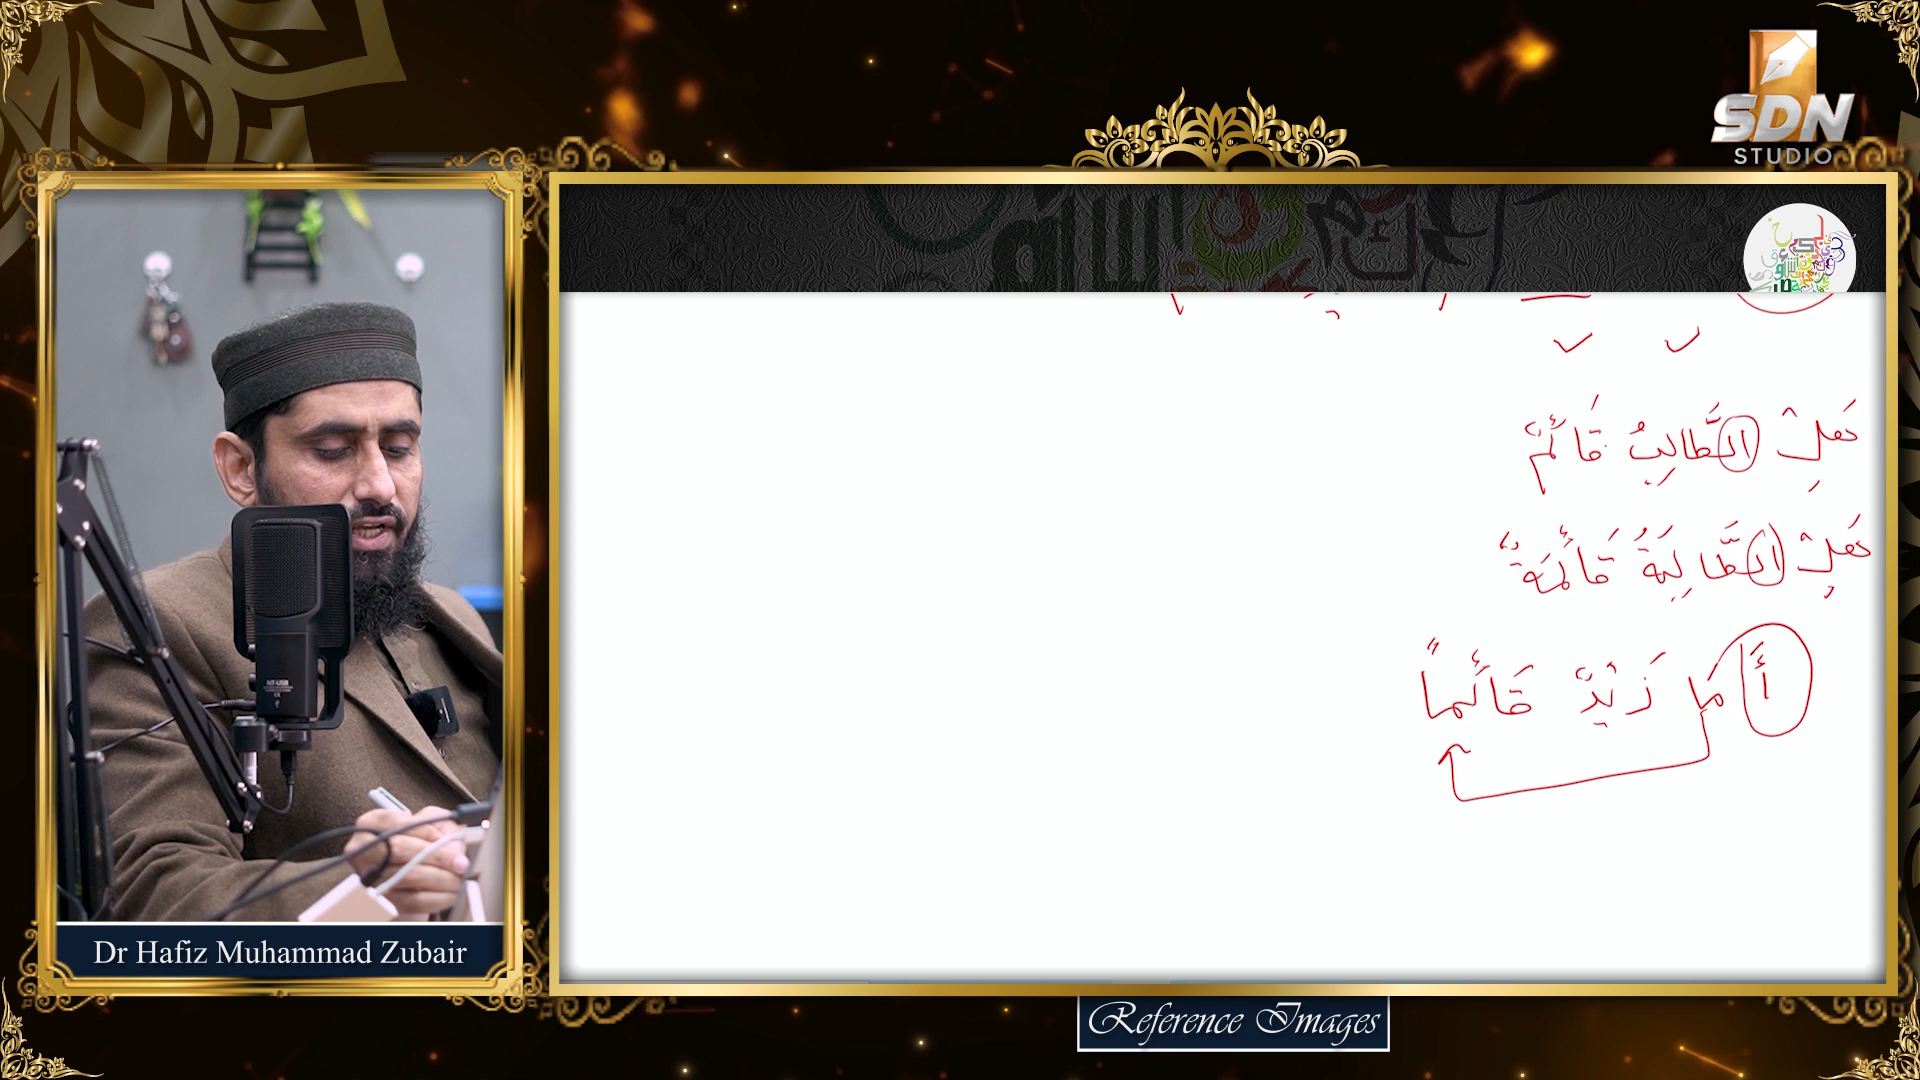 SDN
STUDIO
هَلِ الطَّالِبُ قَائِمٌ
هَلِ الطَّالِبَةُ قَائِمَةٌ
أَ مَا زَيْدٌ قَائِمًا
Dr Hafiz Muhammad Zubair
Reference Images